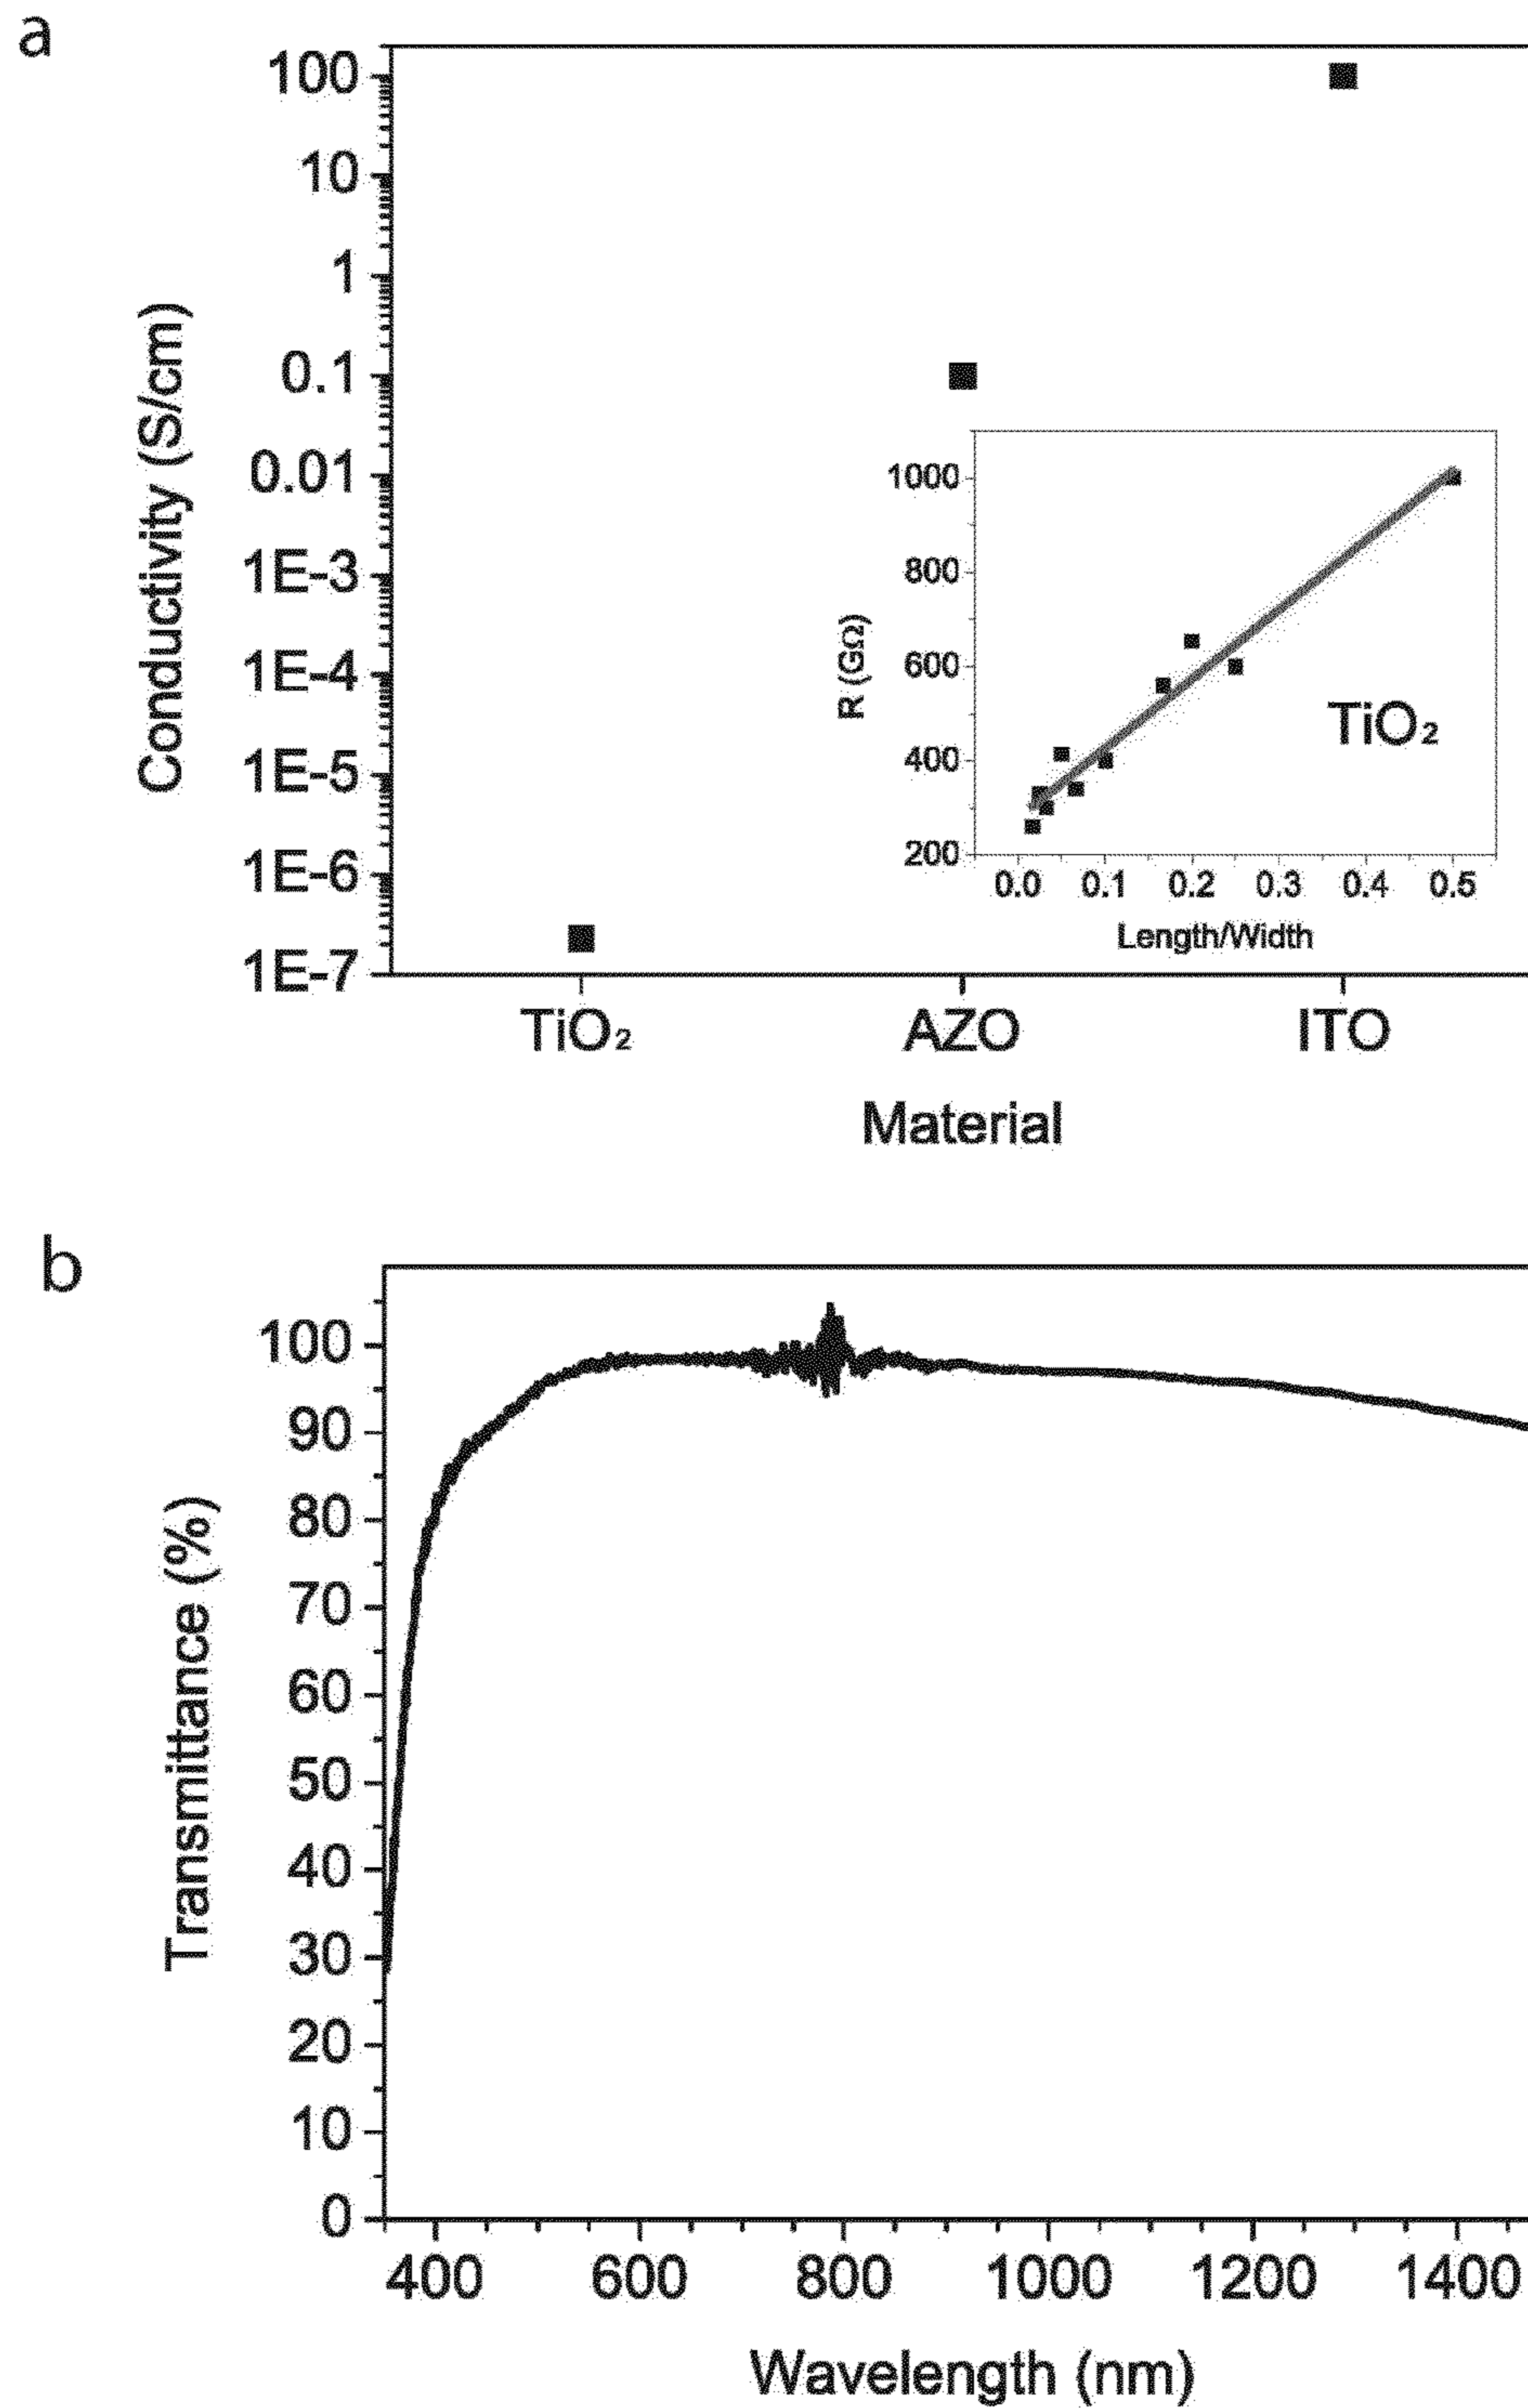 a
Conductivity (S/cm)
100
10
1
0.1
0.01
1E-3
1E-4
1E-5
1E-6
1E-7
TiO₂ AZO ITO
Material
R (GΩ)
1000
800
600
400
200
0.0 0.1 0.2 0.3 0.4 0.5
Length/Width
TiO₂
b
Transmittance (%)
100
90
80
70
60
50
40
30
20
10
0
400 600 800 1000 1200 1400
Wavelength (nm)